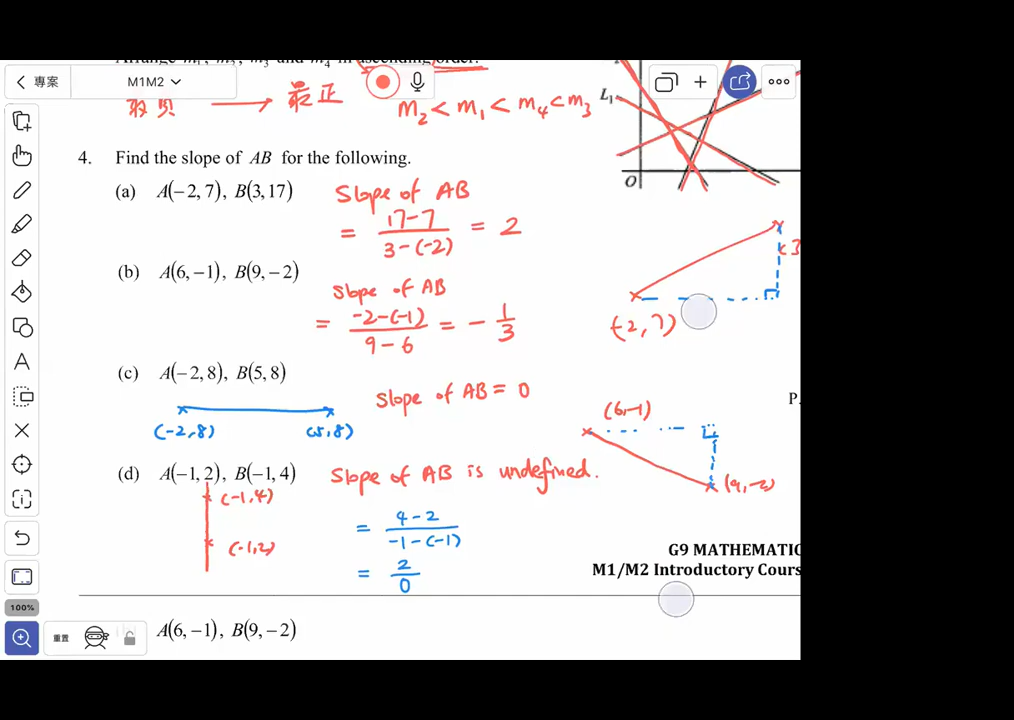 Arrange m1, m2, m3 and m4 in ascending order.
專案
M1M2
最負 → 最正
m2 < m1 < m4 < m3
L1
O
4. Find the slope of AB for the following.
(a) A(−2, 7), B(3, 17)
Slope of AB
= (17-7)/(3-(-2)) = 2
(3
(-2, 7)
(b) A(6, −1), B(9, −2)
Slope of AB
= (-2-(-1))/(9-6) = -1/3
(c) A(−2, 8), B(5, 8)
Slope of AB = 0
(-2,8) (5,8)
P.
(6,-1)
(9,-2)
(d) A(−1, 2), B(−1, 4)
Slope of AB is undefined.
(-1,4)
(-1,2)
= (4-2)/(-1-(-1))
= 2/0
G9 MATHEMATIC
M1/M2 Introductory Cours
100%
重置
A(6, −1), B(9, −2)